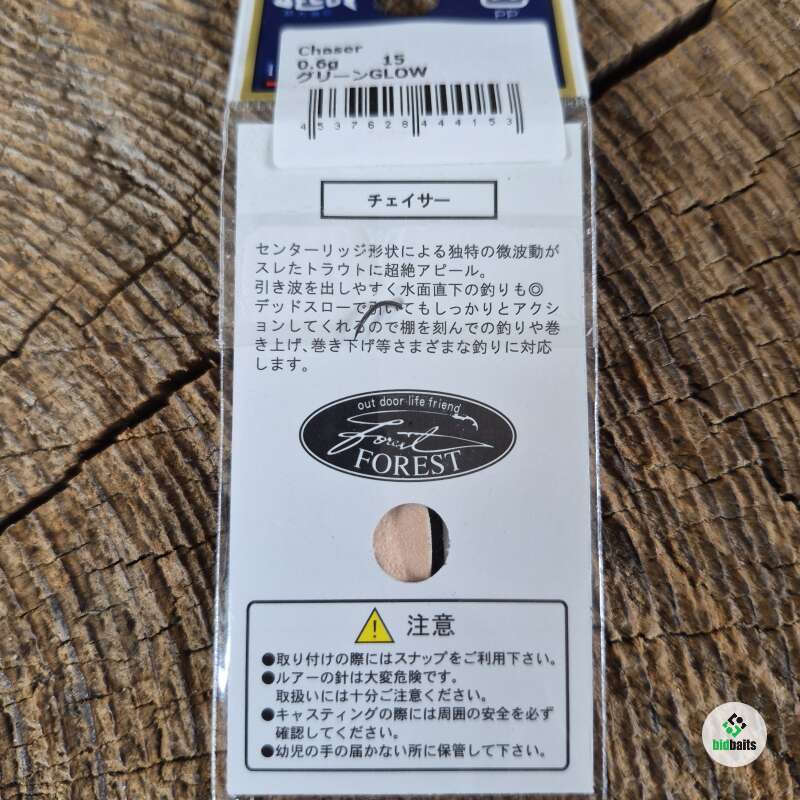 PP
Chaser
0.6g 15
グリーンGLOW
4537628444153
チェイサー
センターリッジ形状による独特の微波動が
スレたトラウトに超絶アピール。
引き波を出しやすく水面直下の釣りも◎
デッドスローで引いてもしっかりとアクシ
ョンしてくれるので棚を刻んでの釣りや巻
き上げ、巻き下げ等さまざまな釣りに対応
します。
out door life friend
forest
FOREST
注意
●取り付けの際にはスナップをご利用下さい。
●ルアーの針は大変危険です。
取扱いには十分ご注意ください。
●キャスティングの際には周囲の安全を必ず
確認してください。
●幼児の手の届かない所に保管して下さい。
bidbaits